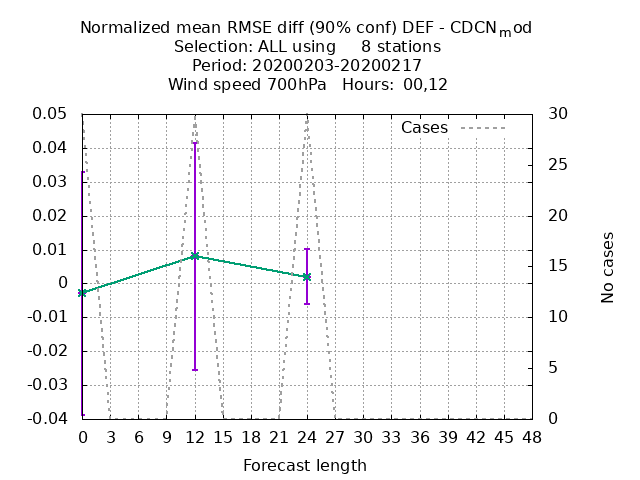 Normalized mean RMSE diff (90% conf) DEF - CDCNmod
Selection: ALL using 8 stations
Period: 20200203-20200217
Wind speed 700hPa Hours: 00,12
Cases
0.05
0.04
0.03
0.02
0.01
0
-0.01
-0.02
-0.03
-0.04
30
25
20
15
10
5
0
No cases
0 3 6 9 12 15 18 21 24 27 30 33 36 39 42 45 48
Forecast length